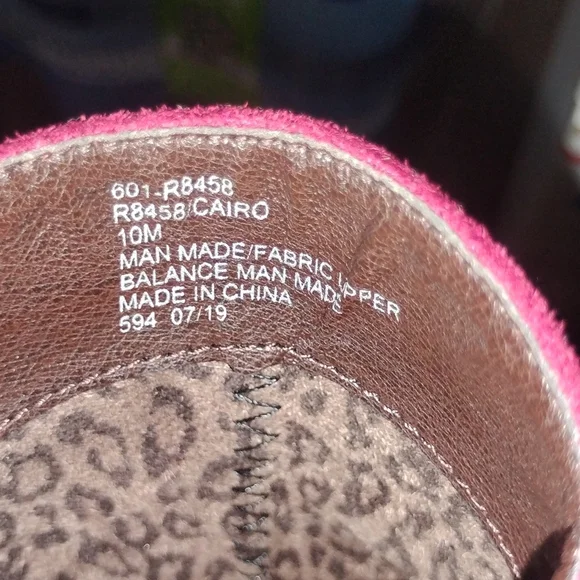 601-R8458
R8458/CAIRO
10M
MAN MADE/FABRIC UPPER
BALANCE MAN MADE
MADE IN CHINA
594 07/19